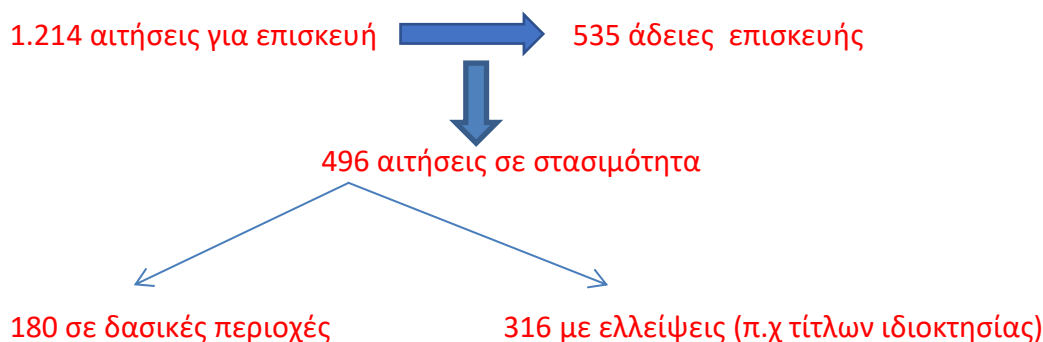 1.214 αιτήσεις για επισκευή 535 άδειες επισκευής
496 αιτήσεις σε στασιμότητα
180 σε δασικές περιοχές 316 με ελλείψεις (π.χ τίτλων ιδιοκτησίας)